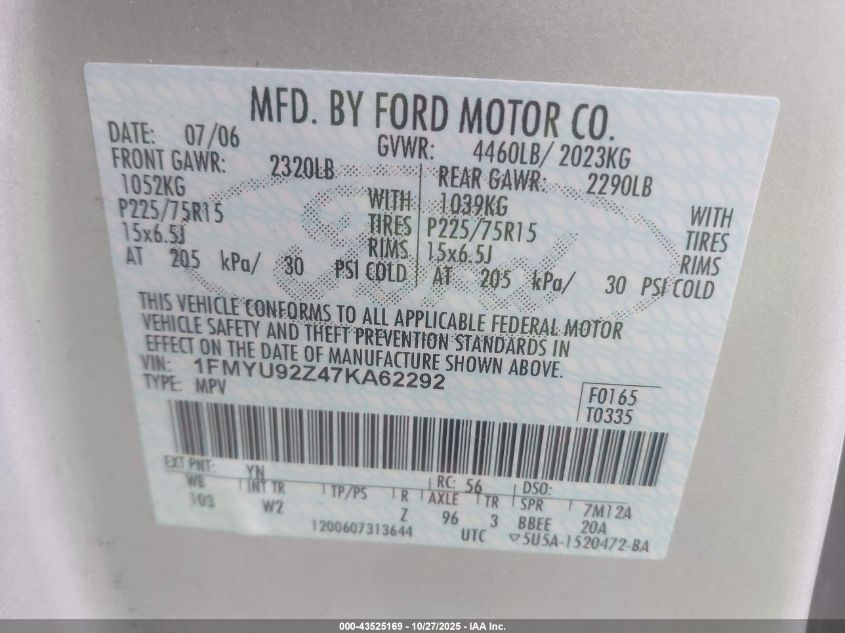 MFD. BY FORD MOTOR CO.
DATE: 07/06 GVWR: 4460LB/ 2023KG
FRONT GAWR: 2320LB REAR GAWR: 2290LB
1052KG WITH 1039KG WITH
P225/75R15 TIRES P225/75R15 TIRES
15x6.5J RIMS 15x6.5J RIMS
AT 205 kPa/ 30 PSI COLD AT 205 kPa/ 30 PSI COLD
THIS VEHICLE CONFORMS TO ALL APPLICABLE FEDERAL MOTOR
VEHICLE SAFETY AND THEFT PREVENTION STANDARDS IN
EFFECT ON THE DATE OF MANUFACTURE SHOWN ABOVE.
VIN: 1FMYU92Z47KA62292
TYPE: MPV F0165
T0335
EXT PNT: YN RC: 56 DSO:
WB INT TR TP/PS R AXLE TR SPR 7M12A
103 W2 Z 96 3 BBEE 20A
1200607313644 UTC ▽5U5A-1520472-BA
Ford
000-43525169 - 10/27/2025 - IAA Inc.